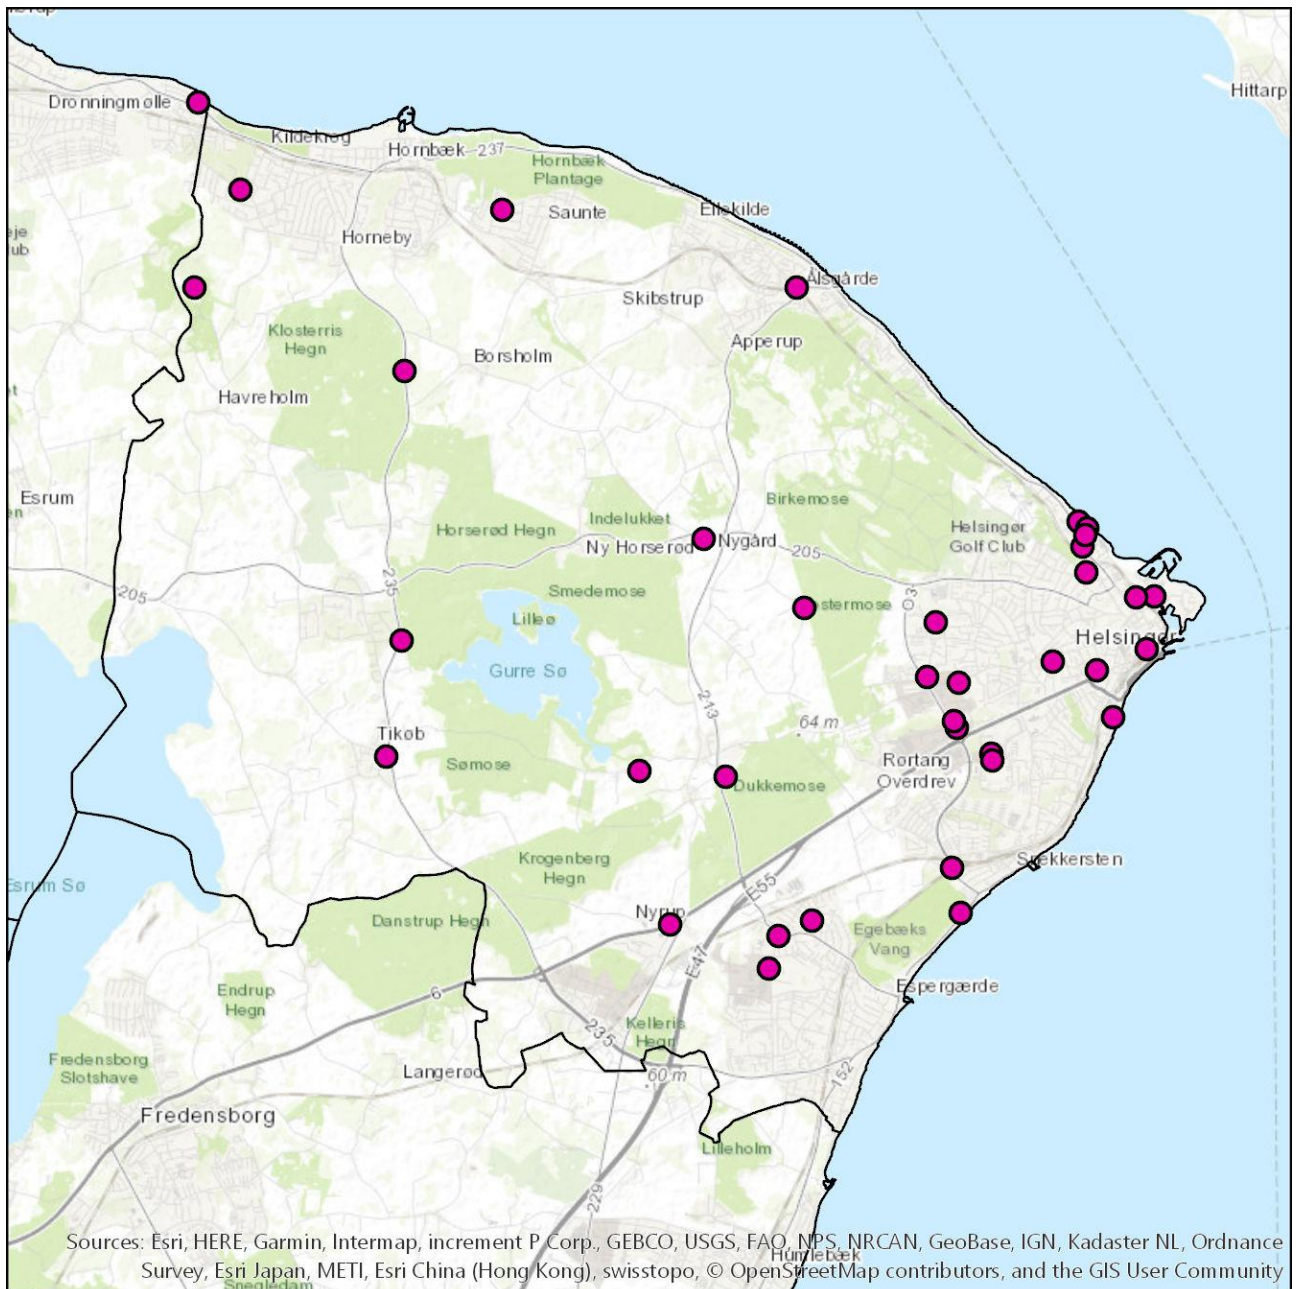 Hittarp
Dronningmølle
Kildekrog
Hornbæk
237
Hornbæk
Plantage
Saunte
Ellekilde
Horneby
Ålsgårde
Skibstrup
Klosterris
Hegn
Borsholm
Apperup
Havreholm
Esrum
Birkemose
Indelukket
Horserød Hegn
Ny Horserød
Nygård
205
Helsingør
Golf Club
205
235
Smedemose
Lilleø
O3
Gurre Sø
Helsingør
213
64 m
Tikøb
Sømose
Dukkemose
Rørtang
Overdrev
Krogenberg
Hegn
Snekkersten
Esrum Sø
E55
Danstrup Hegn
Nyrup
Egebæks
Vang
E47
Endrup
Hegn
6
Espergærde
Kelleris
Hegn
235
Fredensborg
Slotshave
Langerød
60 m
152
Fredensborg
Lilleholm
229
Humlebæk
Sources: Esri, HERE, Garmin, Intermap, increment P Corp., GEBCO, USGS, FAO, NPS, NRCAN, GeoBase, IGN, Kadaster NL, Ordnance
Survey, Esri Japan, METI, Esri China (Hong Kong), swisstopo, © OpenStreetMap contributors, and the GIS User Community